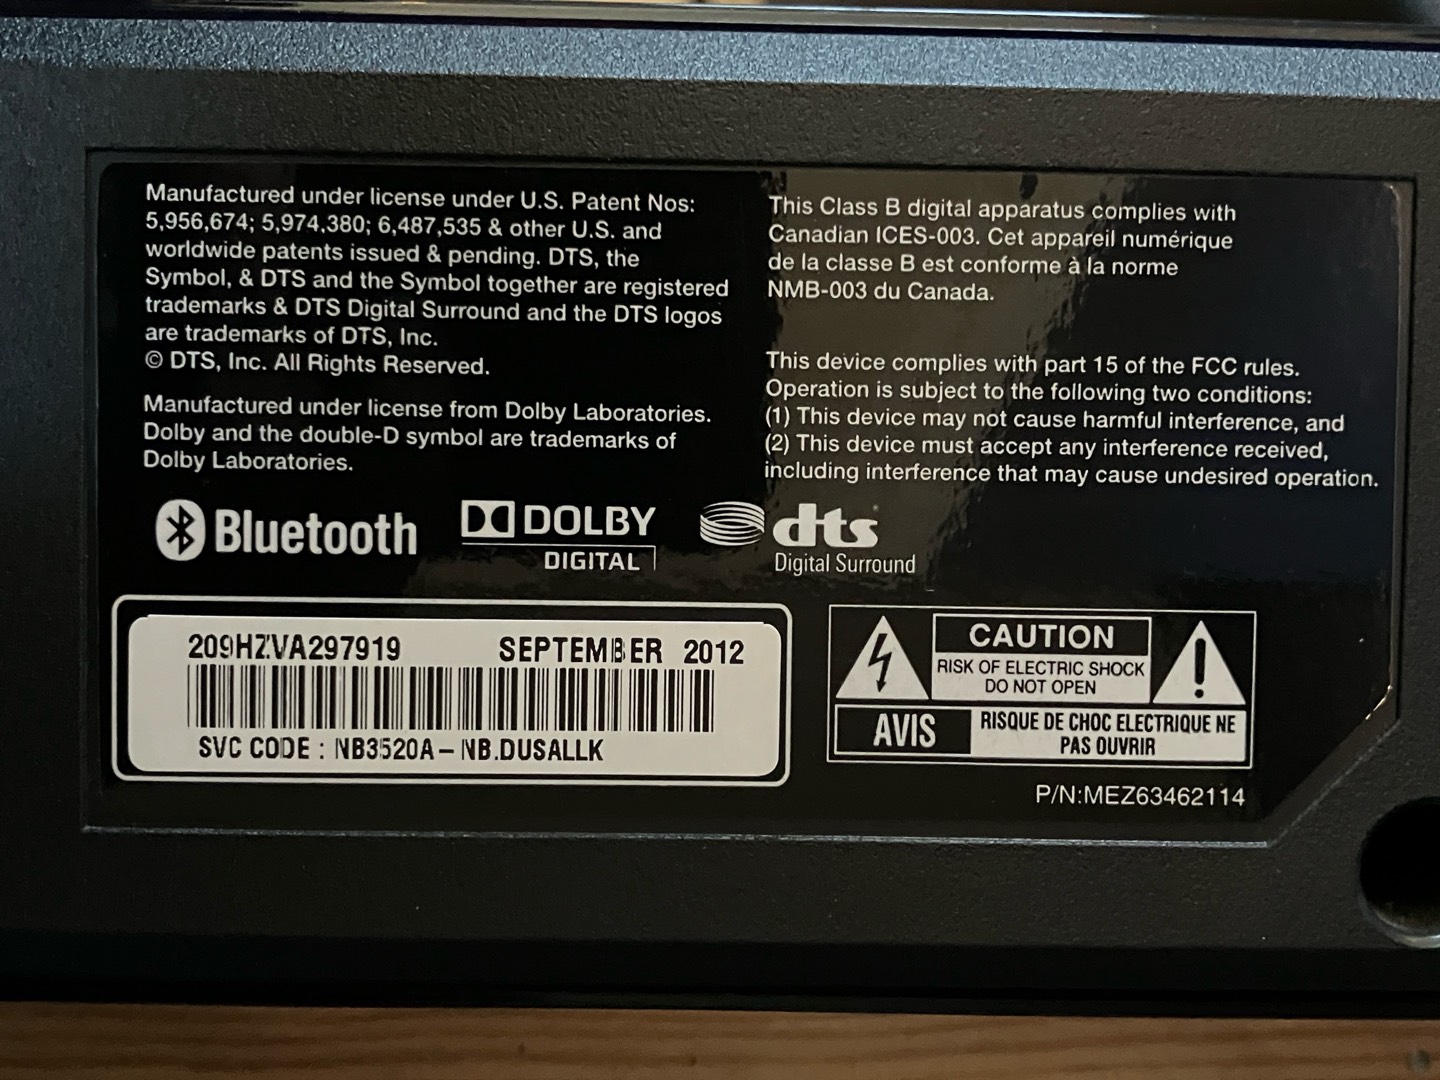 Manufactured under license under U.S. Patent Nos:
5,956,674; 5,974,380; 6,487,535 & other U.S. and
worldwide patents issued & pending. DTS, the
Symbol, & DTS and the Symbol together are registered
trademarks & DTS Digital Surround and the DTS logos
are trademarks of DTS, Inc.
© DTS, Inc. All Rights Reserved.
Manufactured under license from Dolby Laboratories.
Dolby and the double-D symbol are trademarks of
Dolby Laboratories.
This Class B digital apparatus complies with
Canadian ICES-003. Cet appareil numérique
de la classe B est conforme à la norme
NMB-003 du Canada.
This device complies with part 15 of the FCC rules.
Operation is subject to the following two conditions:
(1) This device may not cause harmful interference, and
(2) This device must accept any interference received,
including interference that may cause undesired operation.
Bluetooth
DOLBY
DIGITAL
dts
Digital Surround
209HZVA297919 SEPTEMBER 2012
SVC CODE : NB3520A-NB.DUSALLK
CAUTION
RISK OF ELECTRIC SHOCK
DO NOT OPEN
AVIS
RISQUE DE CHOC ELECTRIQUE NE
PAS OUVRIR
P/N:MEZ63462114